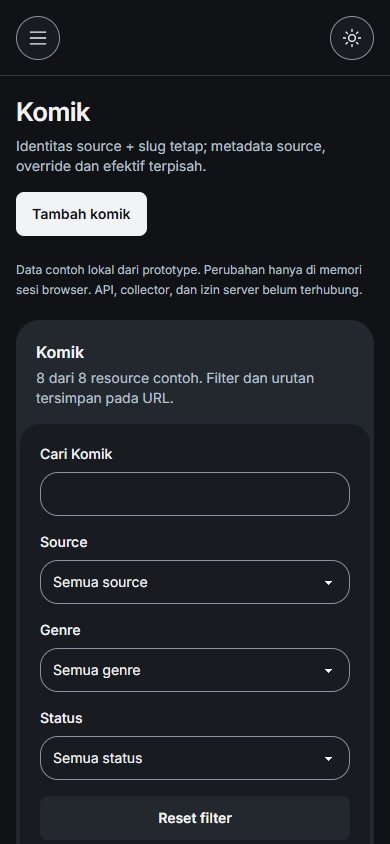 Komik
Identitas source + slug tetap; metadata source,
override dan efektif terpisah.
Tambah komik
Data contoh lokal dari prototype. Perubahan hanya di memori
sesi browser. API, collector, dan izin server belum terhubung.
Komik
8 dari 8 resource contoh. Filter dan urutan
tersimpan pada URL.
Cari Komik
Source
Semua source
Genre
Semua genre
Status
Semua status
Reset filter